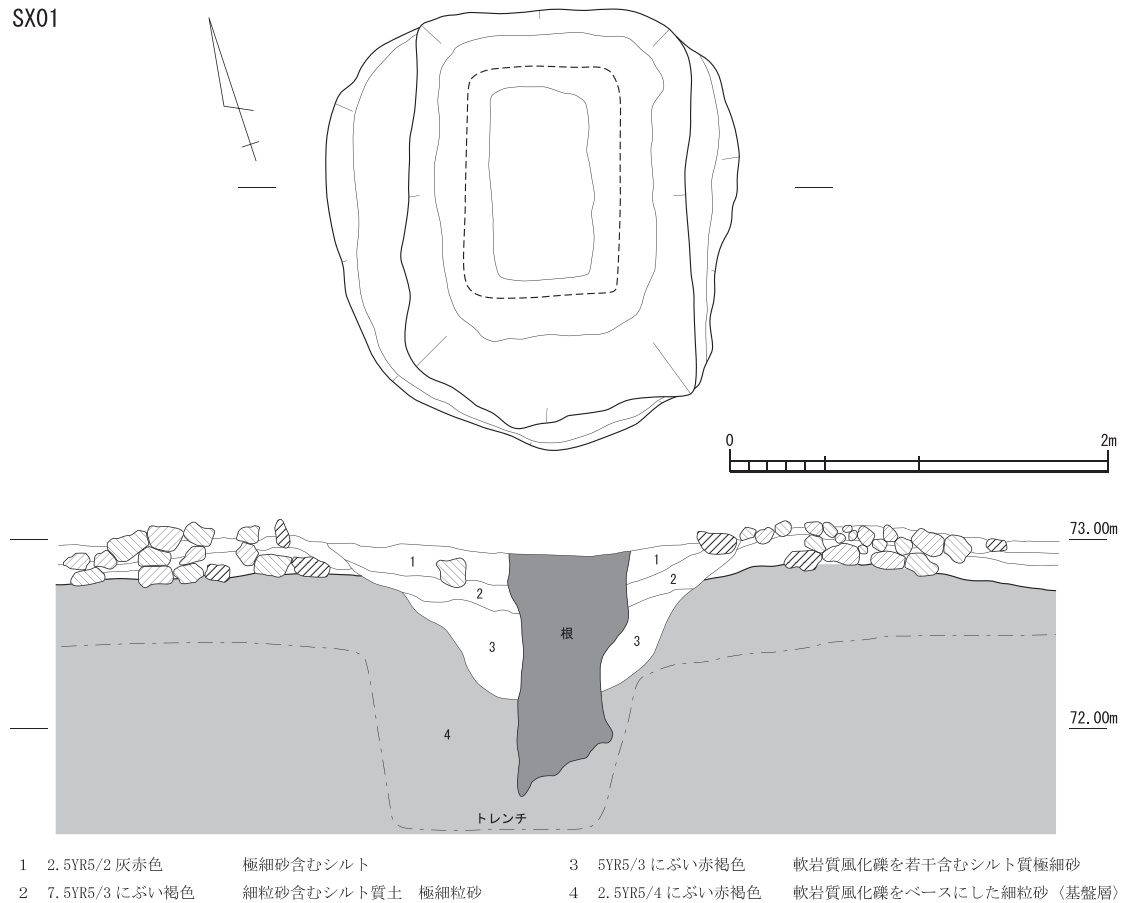 SX01
0 2m
73.00m
1 1
2 2
根
3 3
72.00m
4
トレンチ
1 2.5YR5/2 灰赤色 極細砂含むシルト
2 7.5YR5/3 にぶい褐色 細粒砂含むシルト質土 極細粒砂
3 5YR5/3 にぶい赤褐色 軟岩質風化礫を若干含むシルト質極細砂
4 2.5YR5/4 にぶい赤褐色 軟岩質風化礫をベースにした細粒砂（基盤層）